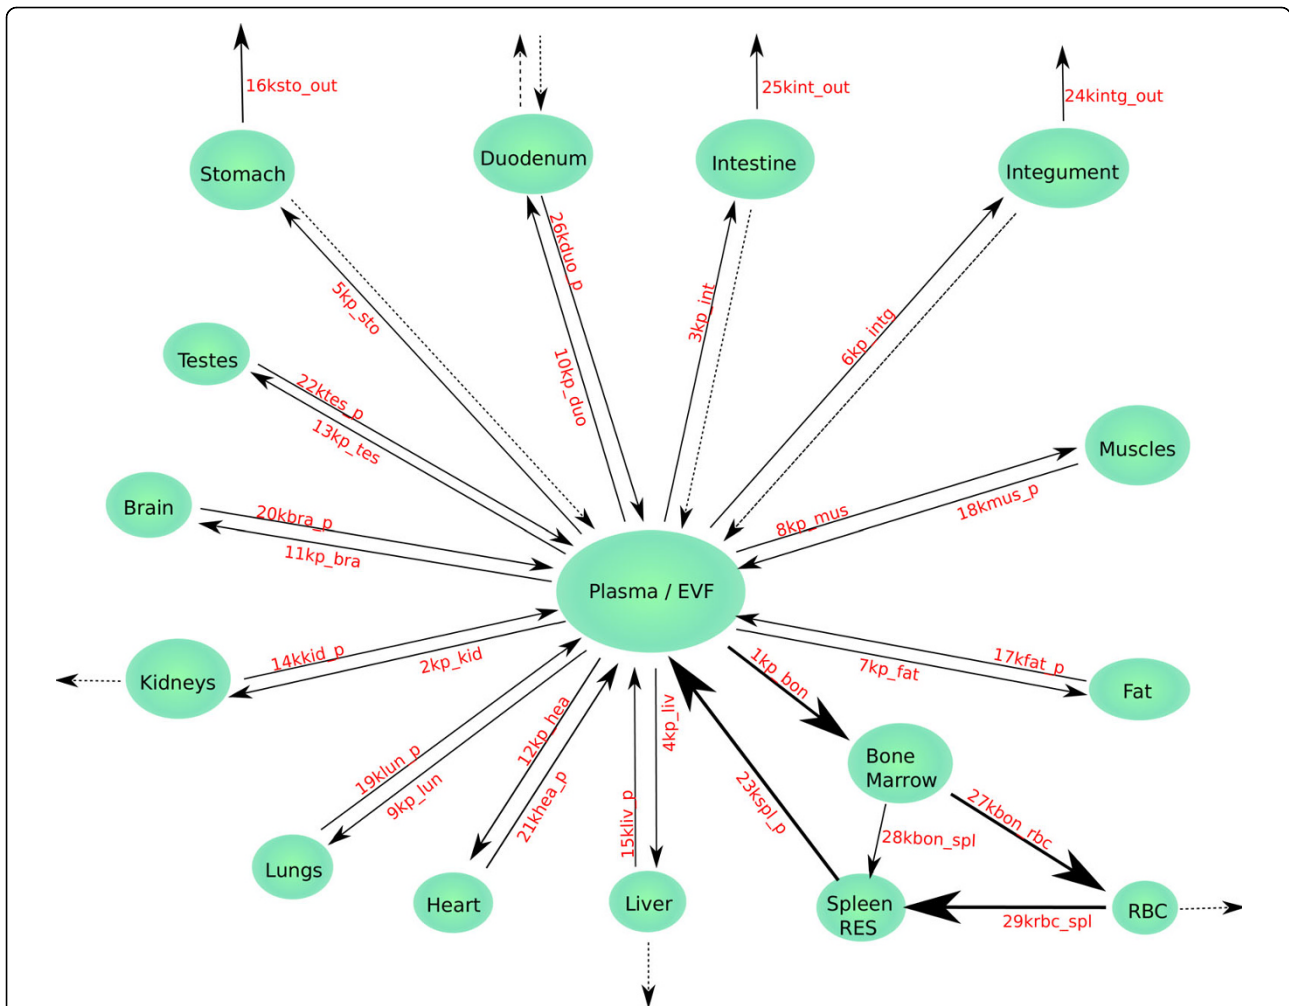 16ksto_out
25kint_out
24kintg_out
Stomach
Duodenum
Intestine
Integument
26kduo_p
5kp_sto
3kp_int
6kp_intg
10kp_duo
Testes
22ktes_p
13kp_tes
Muscles
8kp_mus
18kmus_p
Brain
20kbra_p
11kp_bra
Plasma / EVF
Kidneys
14kkid_p
2kp_kid
1kp_bon
17kfat_p
7kp_fat
Fat
19klun_p
9kp_lun
12kp_hea
21khea_p
4kp_liv
15kliv_p
23kspl_p
Bone
Marrow
27kbon_rbc
28kbon_spl
Lungs
Heart
Liver
Spleen
RES
29krbc_spl
RBC